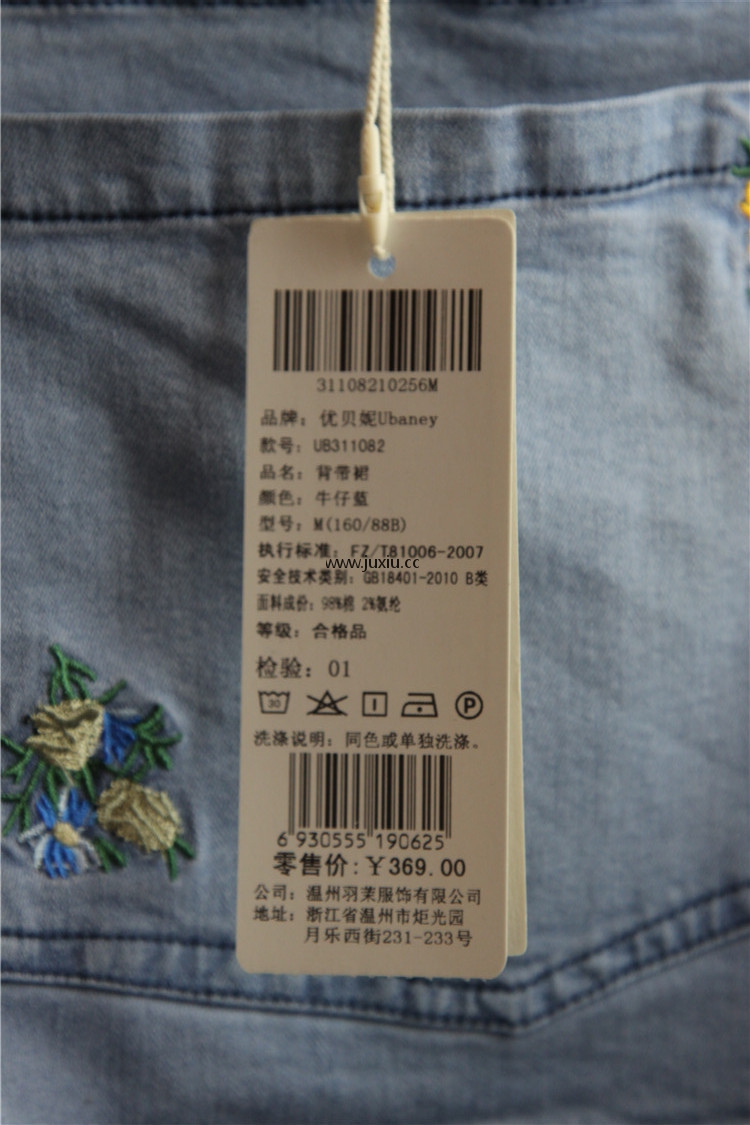 31108210256M
品牌：优贝妮Ubaney
款号：UB311082
品名：背带裙
颜色：牛仔蓝
型号：M(160/88B)
执行标准：FZ/T81006-2007
www.juxiu.cc
安全技术类别：GB18401-2010 B类
面料成份：98%棉 2%氨纶
等级：合格品
检验：01
30 P
洗涤说明：同色或单独洗涤。
6 930555 190625
零售价：￥369.00
公司：温州羽茉服饰有限公司
地址：浙江省温州市炬光园
月乐西街231-233号